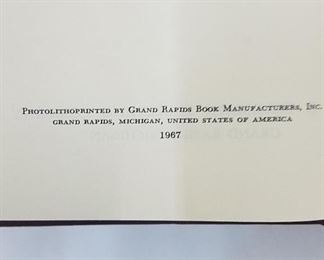 Photolithoprinted by Grand Rapids Book Manufacturers, Inc.
GRAND RAPIDS, MICHIGAN, UNITED STATES OF AMERICA
1967